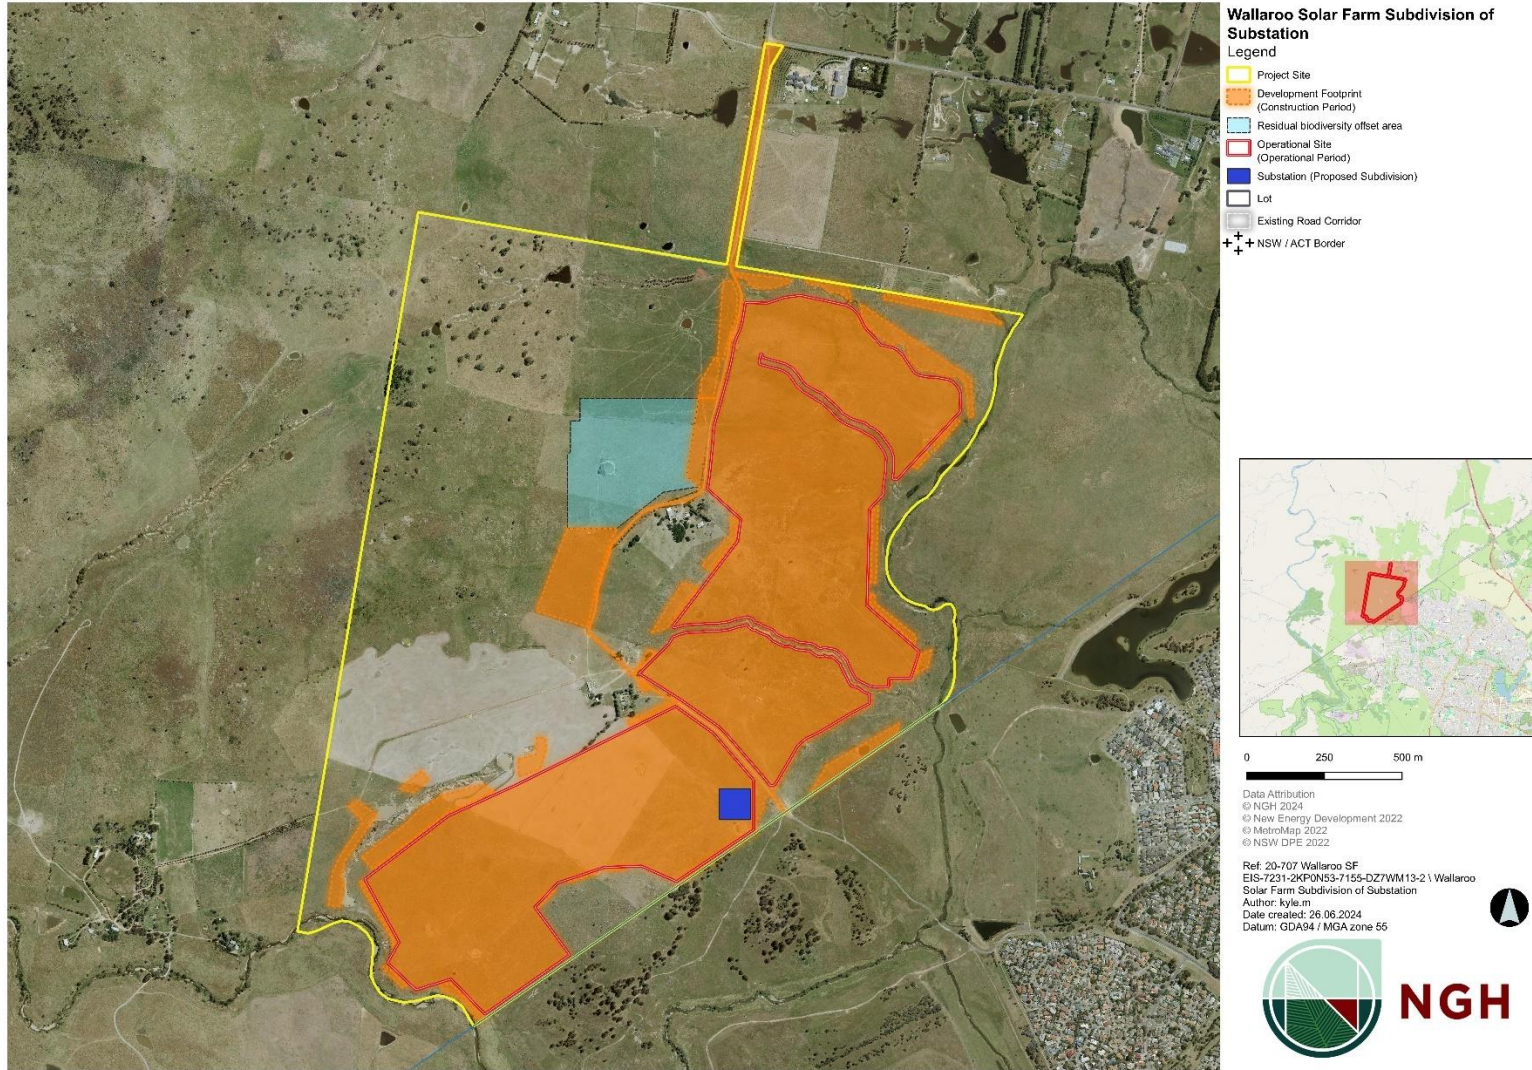 Wallaroo Solar Farm Subdivision of
Substation
Legend
Project Site
Development Footprint
(Construction Period)
Residual biodiversity offset area
Operational Site
(Operational Period)
Substation (Proposed Subdivision)
Lot
Existing Road Corridor
NSW / ACT Border
0 250 500 m
Data Attribution
© NGH 2024
© New Energy Development 2022
© MetroMap 2022
© NSW DPE 2022
Ref: 20-707 Wallaroo SF
EIS-7231-2KP0N53-7155-DZ7WM13-2 \ Wallaroo
Solar Farm Subdivision of Substation
Author: kyle.m
Date created: 26.06.2024
Datum: GDA94 / MGA zone 55
NGH